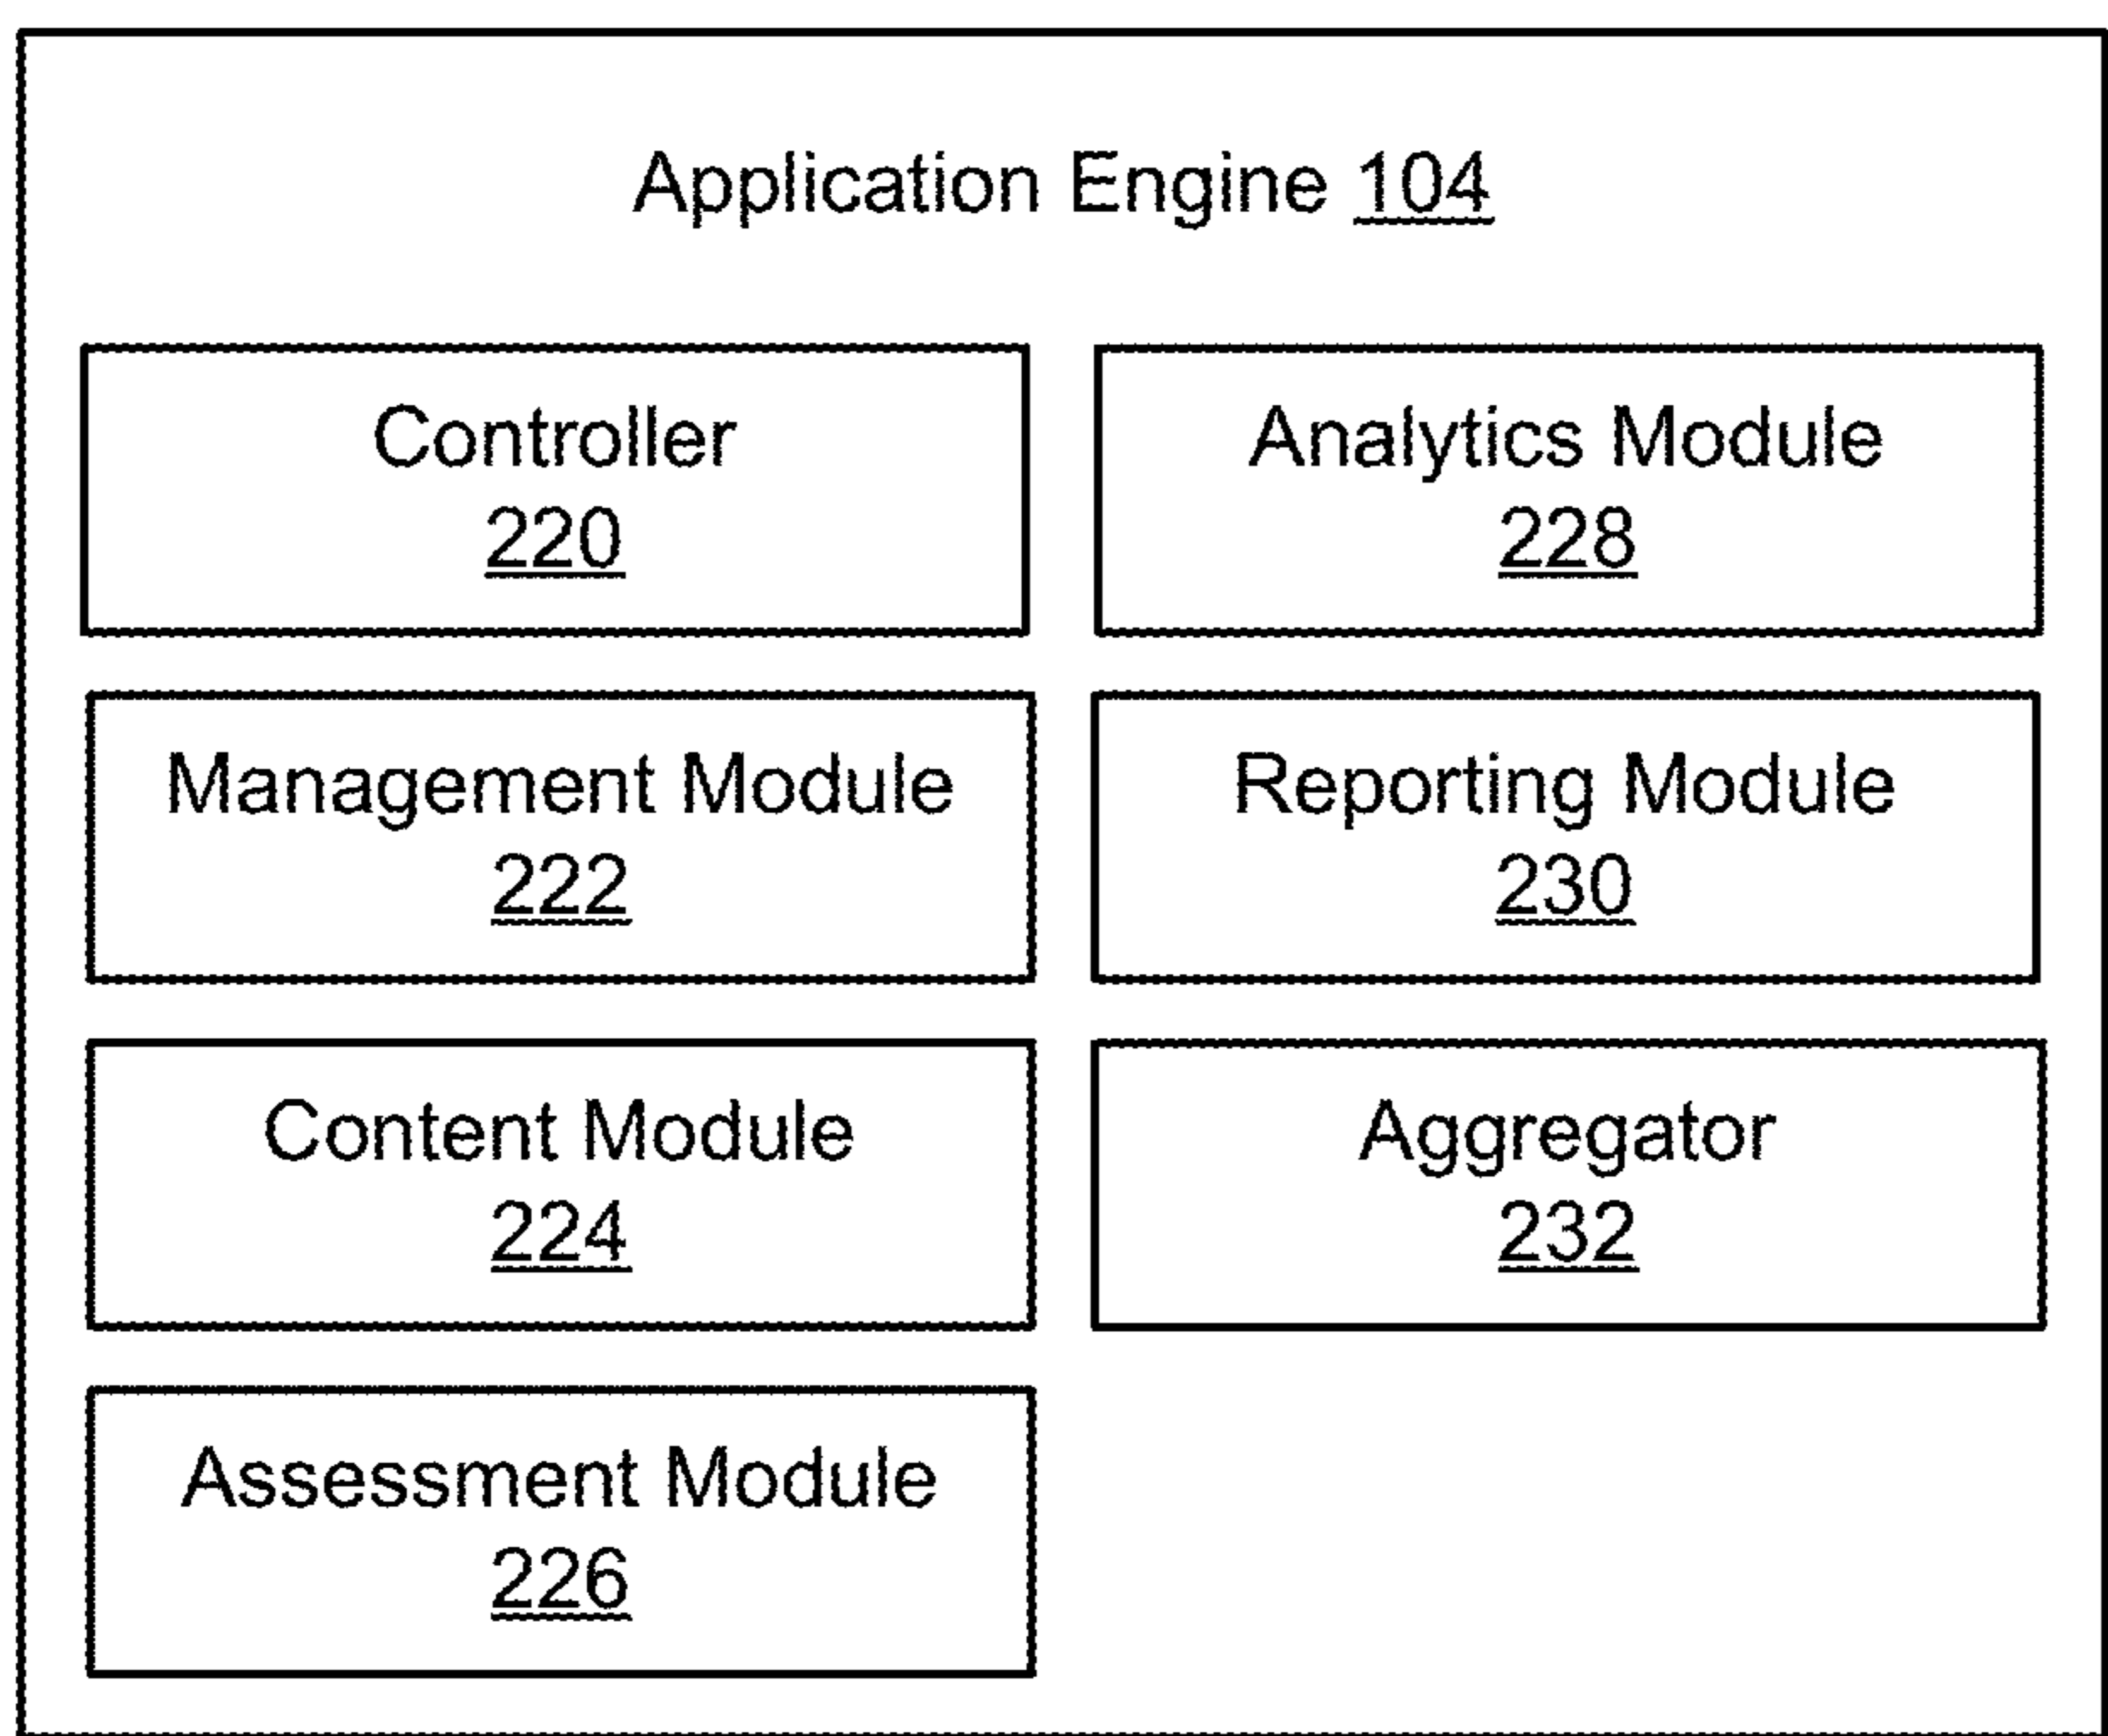 Application Engine 104
Controller
220
Management Module
222
Content Module
224
Assessment Module
226
Analytics Module
228
Reporting Module
230
Aggregator
232